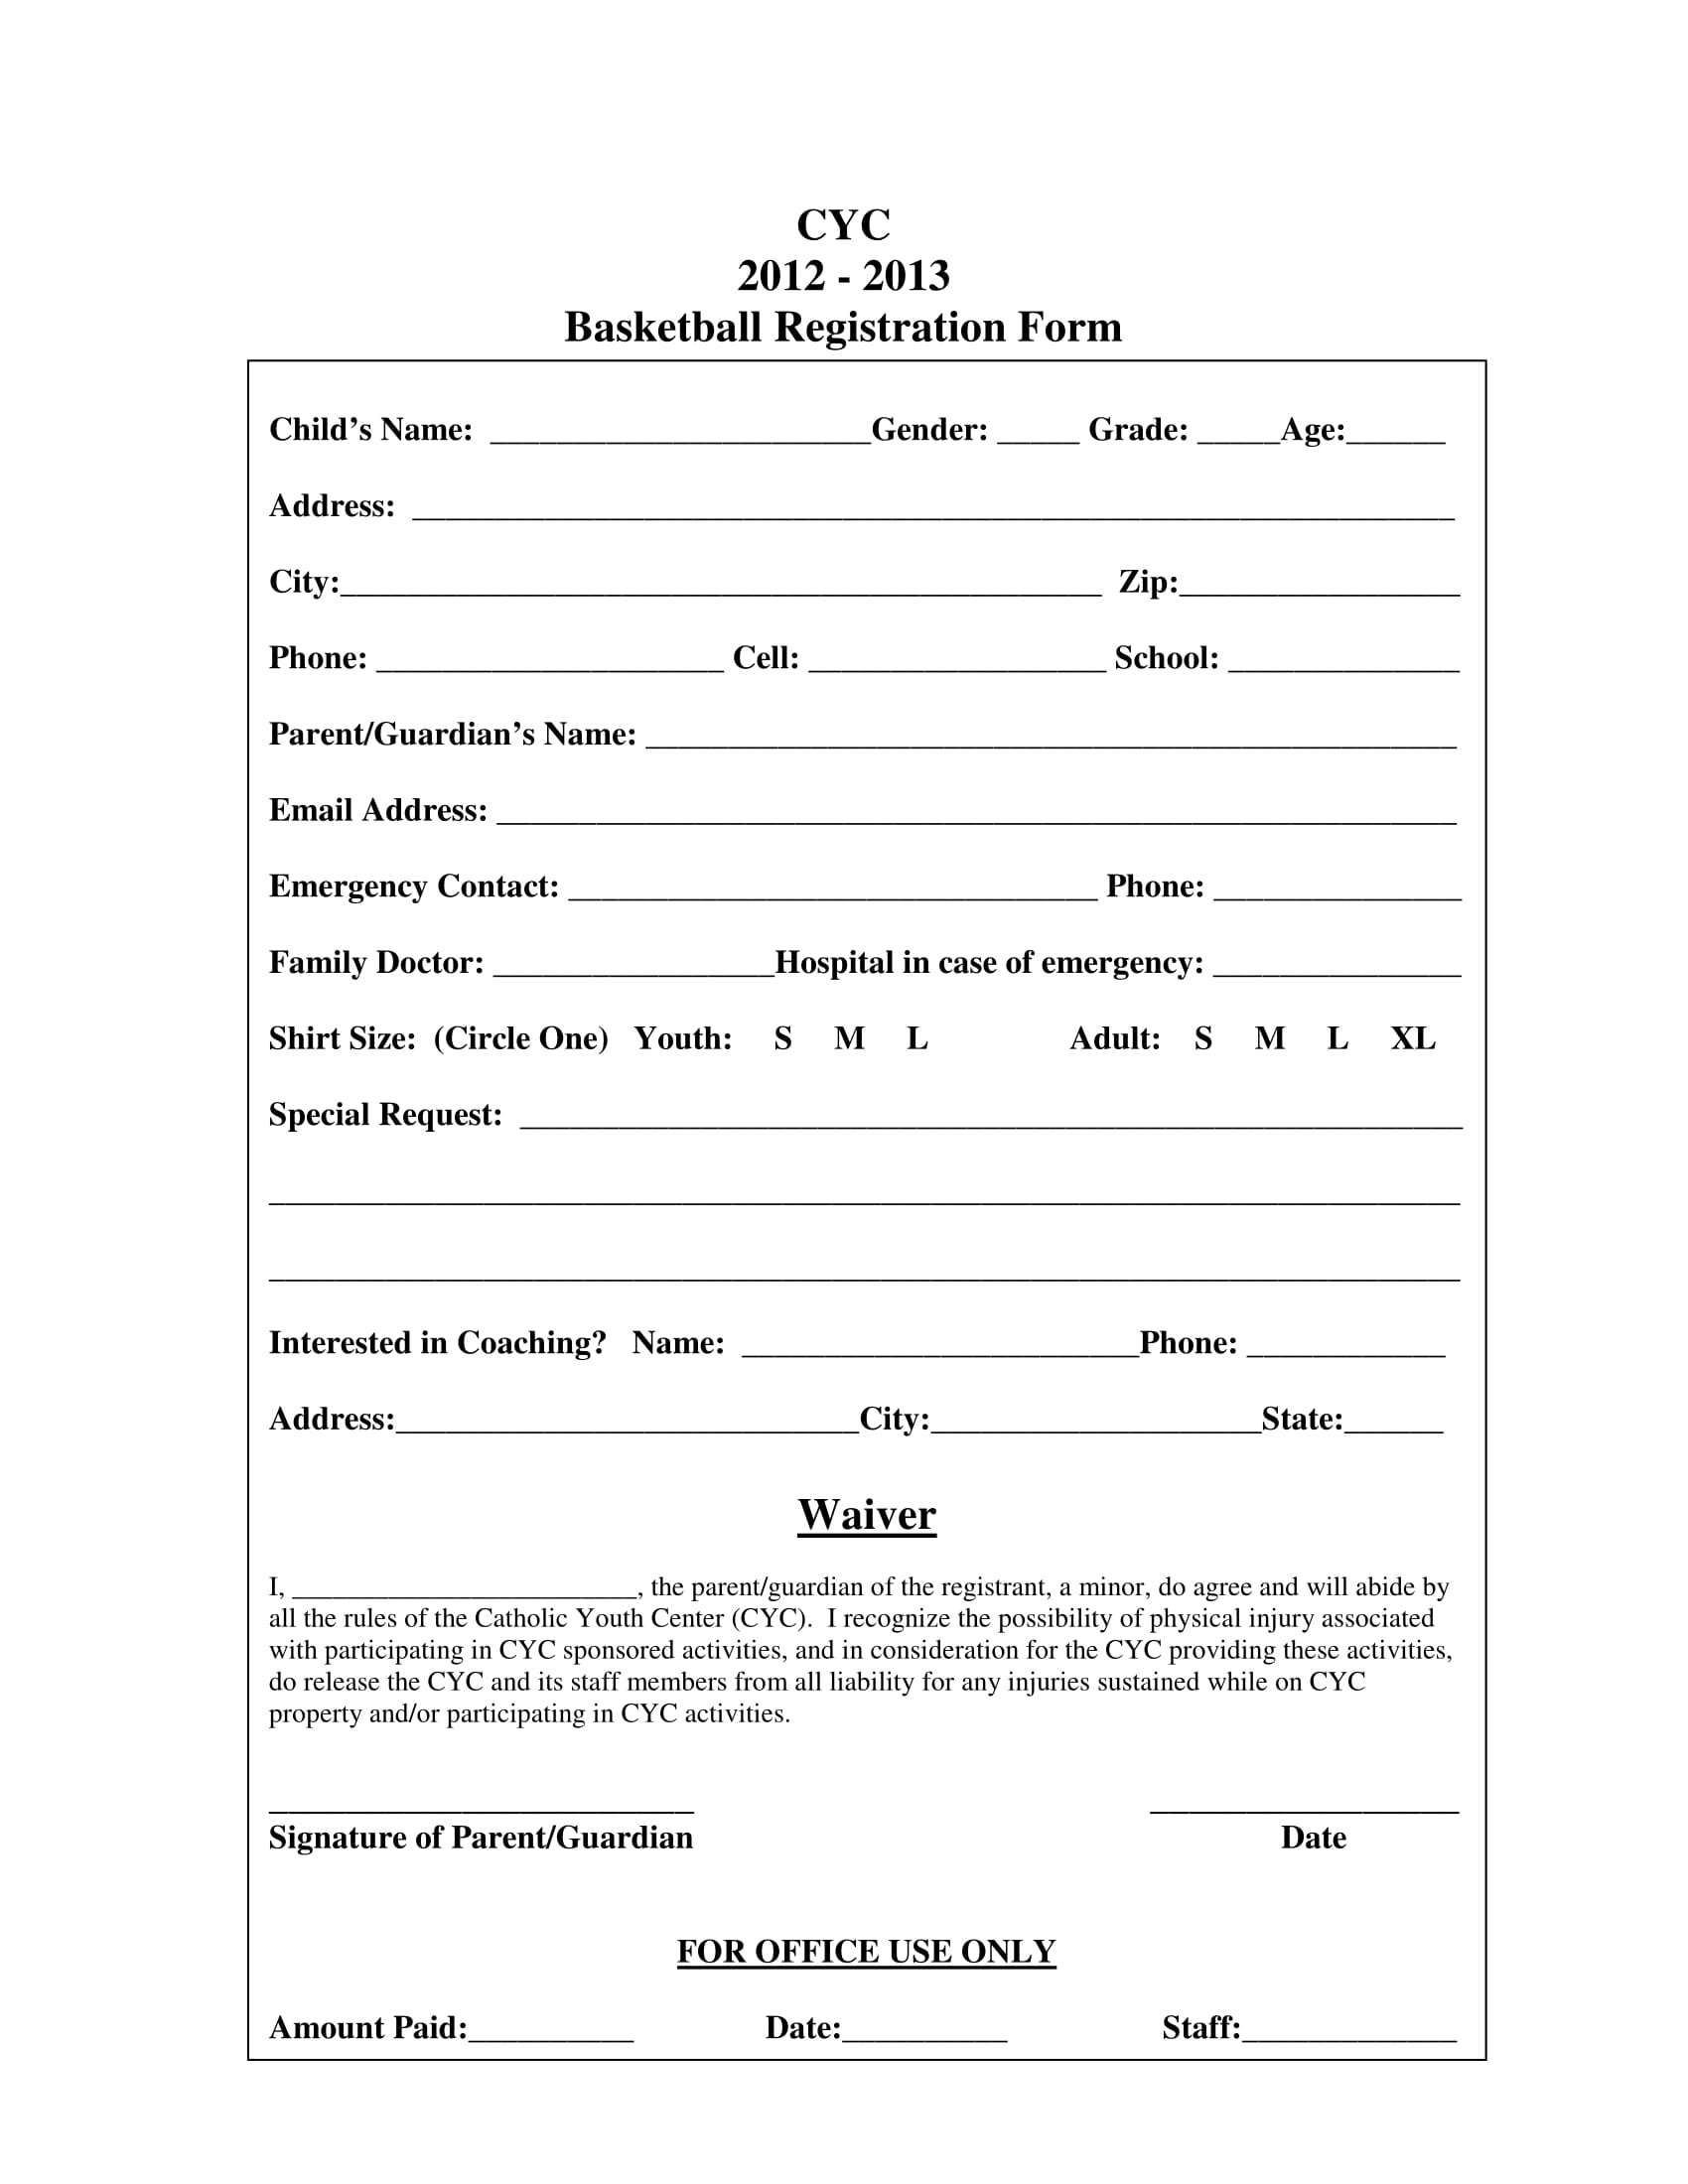 CYC
2012 - 2013
Basketball Registration Form
Child’s Name: _______________________Gender: _____ Grade: _____Age:______
Address: _______________________________________________________________
City:______________________________________________ Zip:_________________
Phone: _____________________ Cell: __________________ School: ______________
Parent/Guardian’s Name: _________________________________________________
Email Address: __________________________________________________________
Emergency Contact: ________________________________ Phone: _______________
Family Doctor: _________________Hospital in case of emergency: _______________
Shirt Size: (Circle One) Youth: S M L Adult: S M L XL
Special Request: _________________________________________________________
________________________________________________________________________
________________________________________________________________________
Interested in Coaching? Name: ________________________Phone: ____________
Address:____________________________City:____________________State:______
Waiver
I, _________________________, the parent/guardian of the registrant, a minor, do agree and will abide by
all the rules of the Catholic Youth Center (CYC). I recognize the possibility of physical injury associated
with participating in CYC sponsored activities, and in consideration for the CYC providing these activities,
do release the CYC and its staff members from all liability for any injuries sustained while on CYC
property and/or participating in CYC activities.
______________________ ________________
Signature of Parent/Guardian Date
FOR OFFICE USE ONLY
Amount Paid:__________ Date:__________ Staff:_____________